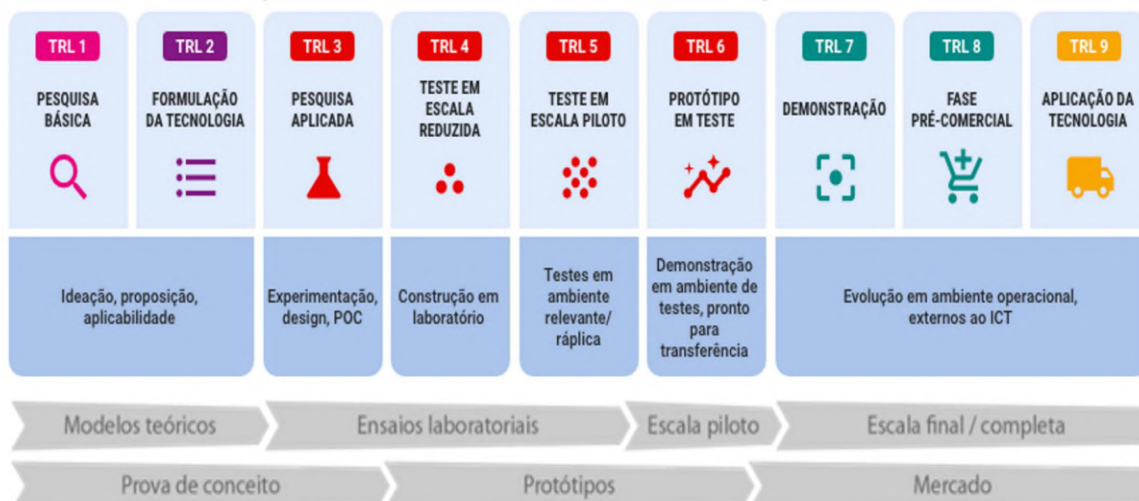 TRL 1
PESQUISA
BÁSICA
TRL 2
FORMULAÇÃO
DA TECNOLOGIA
TRL 3
PESQUISA
APLICADA
TRL 4
TESTE EM
ESCALA
REDUZIDA
TRL 5
TESTE EM
ESCALA PILOTO
TRL 6
PROTÓTIPO
EM TESTE
TRL 7
DEMONSTRAÇÃO
TRL 8
FASE
PRÉ-COMERCIAL
TRL 9
APLICAÇÃO DA
TECNOLOGIA
Ideação, proposição,
aplicabilidade
Experimentação,
design, POC
Construção em
laboratório
Testes em
ambiente
relevante/
ráplica
Demonstração
em ambiente de
testes, pronto
para
transferência
Evolução em ambiente operacional,
externos ao ICT
Modelos teóricos
Ensaios laboratoriais
Escala piloto
Escala final / completa
Prova de conceito
Protótipos
Mercado